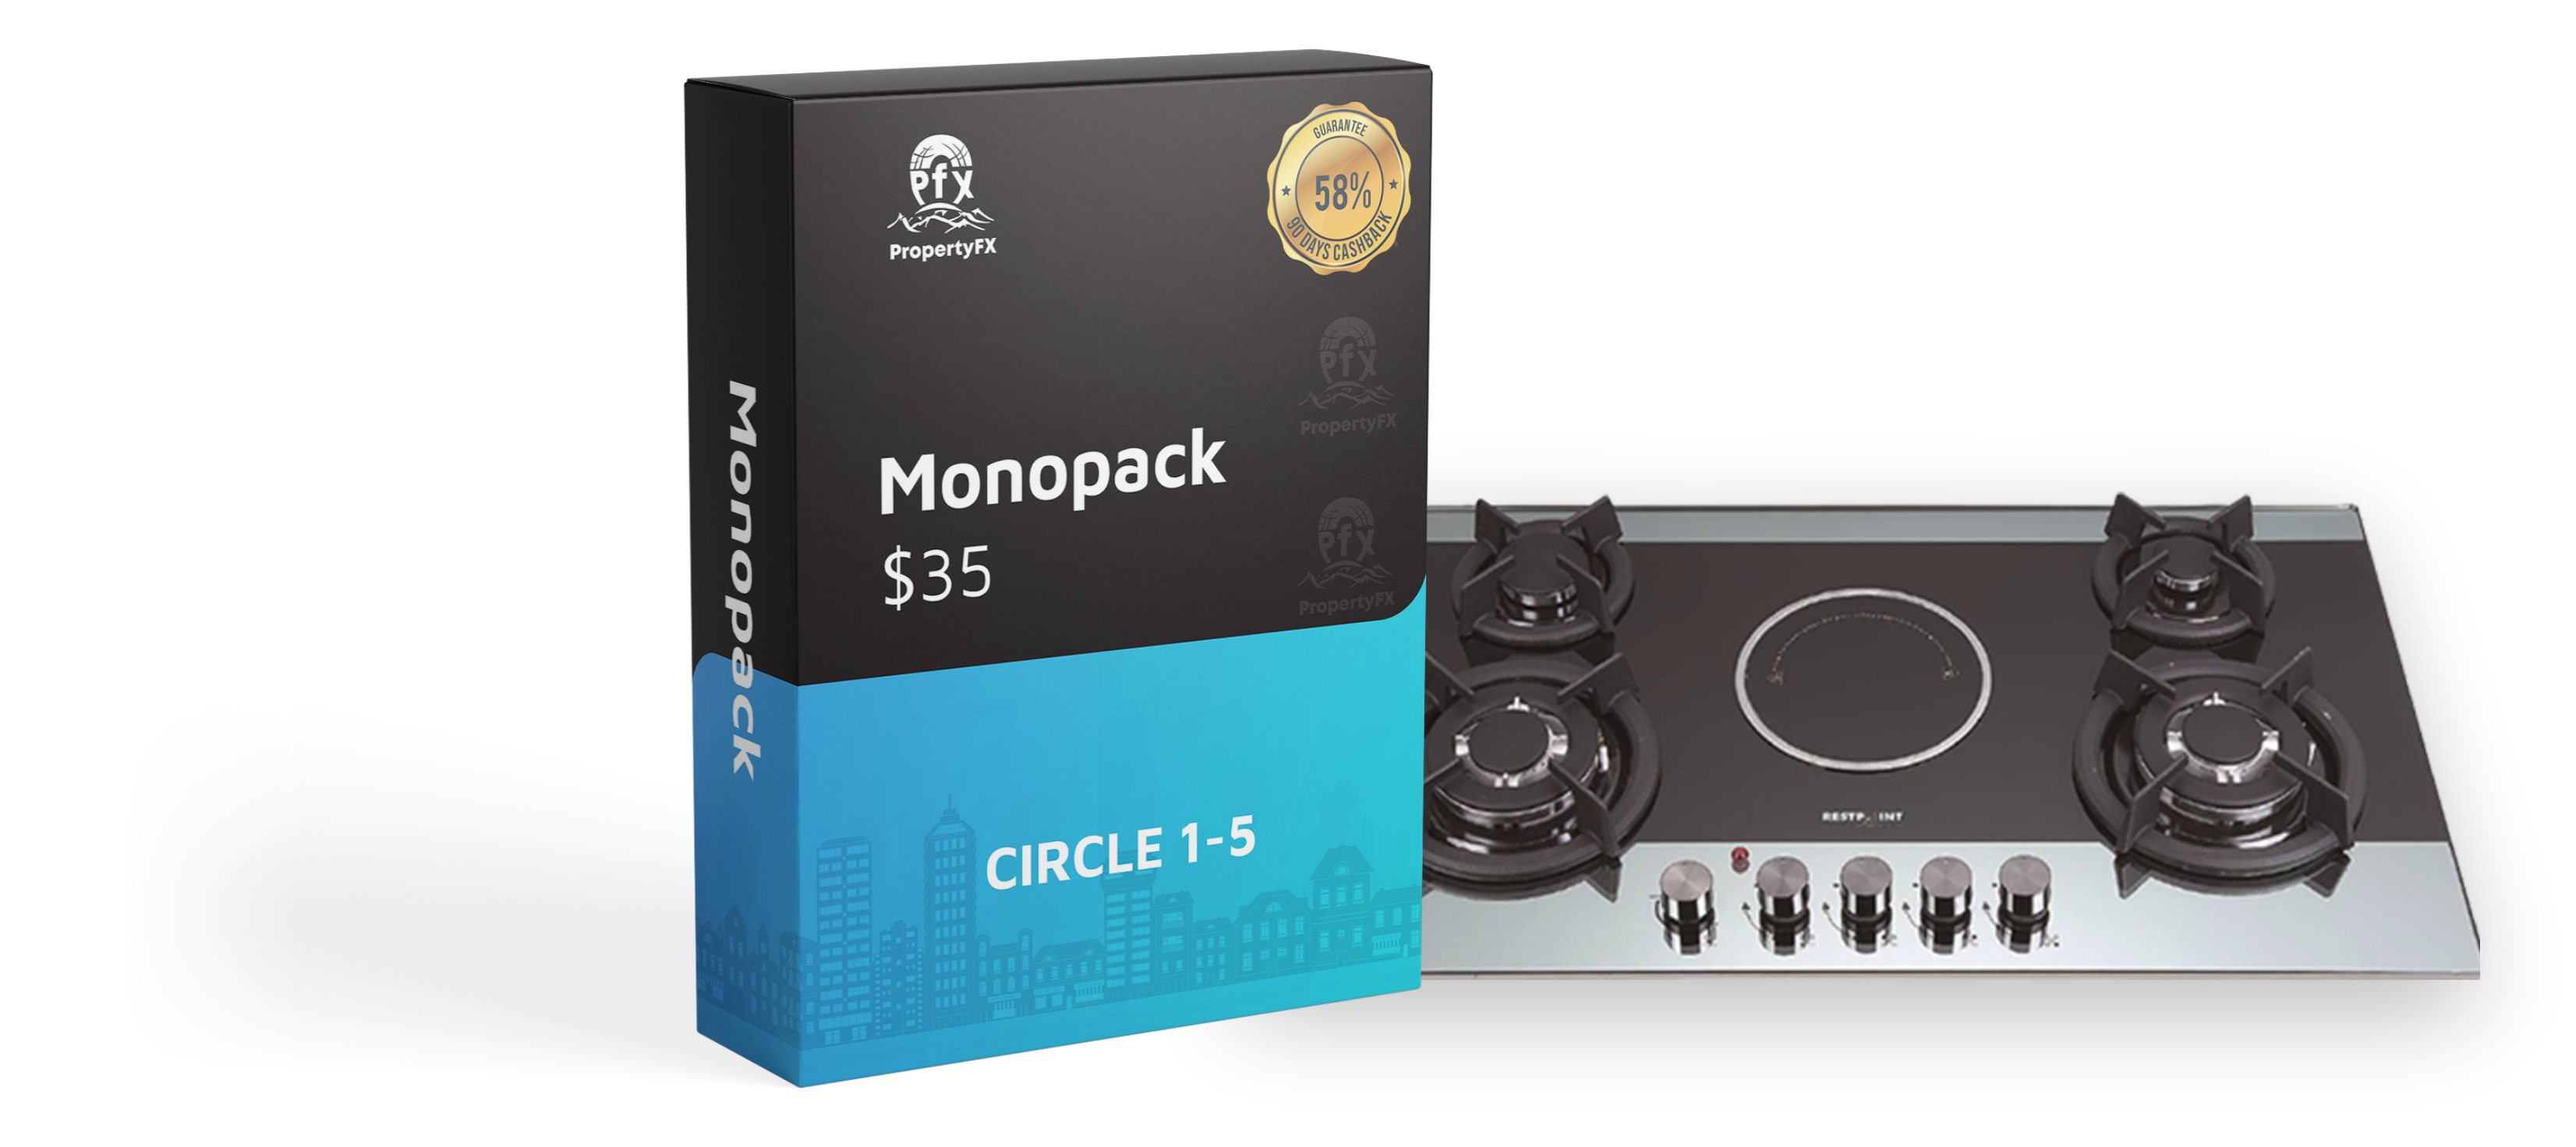 Pfx
PropertyFX
GUARANTEE
58%
90 DAYS CASHBACK
Pfx
PropertyFX
Monopack
$35
Pfx
PropertyFX
Monopack
CIRCLE 1-5